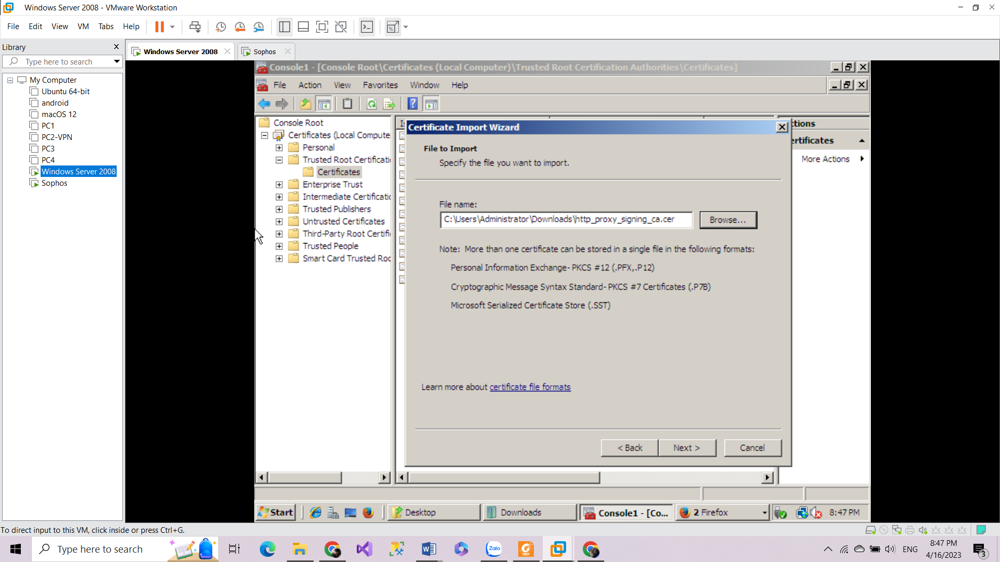 Windows Server 2008 - VMware Workstation
File Edit View VM Tabs Help
Library
Type here to search
My Computer
Ubuntu 64-bit
android
macOS 12
PC1
PC2-VPN
PC3
PC4
Windows Server 2008
Sophos
Windows Server 2008
Sophos
Console1 - [Console Root\Certificates (Local Computer)\Trusted Root Certification Authorities\Certificates]
File Action View Favorites Window Help
Console Root
Certificates (Local Compute
Personal
Trusted Root Certificati
Certificates
Enterprise Trust
Intermediate Certificatio
Trusted Publishers
Untrusted Certificates
Third-Party Root Certifi
Trusted People
Smart Card Trusted Roo
Certificate Import Wizard
File to Import
Specify the file you want to import.
File name:
C:\Users\Administrator\Downloads\http_proxy_signing_ca.cer
Browse...
Note: More than one certificate can be stored in a single file in the following formats:
Personal Information Exchange- PKCS #12 (.PFX,.P12)
Cryptographic Message Syntax Standard- PKCS #7 Certificates (.P7B)
Microsoft Serialized Certificate Store (.SST)
Learn more about certificate file formats
< Back Next > Cancel
ctions
ertificates
More Actions
Start
Desktop
Downloads
Console1 - [Co...
2 Firefox
8:47 PM
To direct input to this VM, click inside or press Ctrl+G.
Type here to search
Zalo
PDF
ENG
8:47 PM
4/16/2023
3